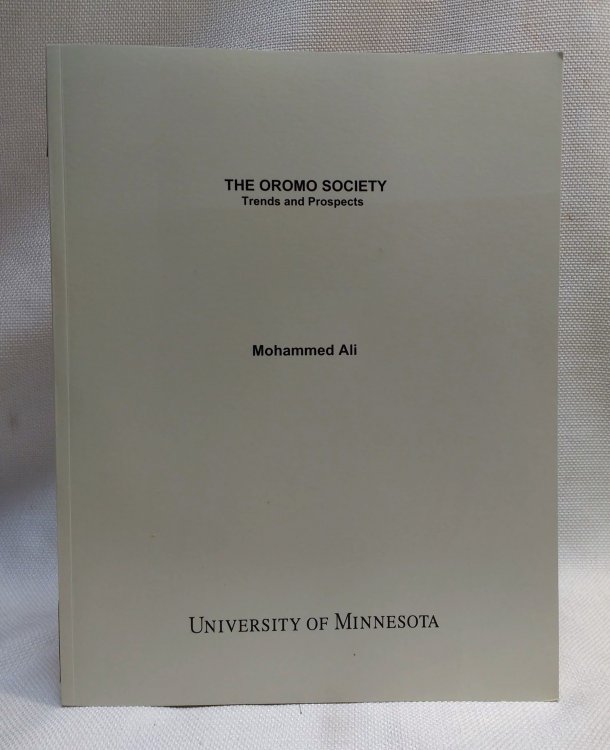 THE OROMO SOCIETY
Trends and Prospects
Mohammed Ali
UNIVERSITY OF MINNESOTA